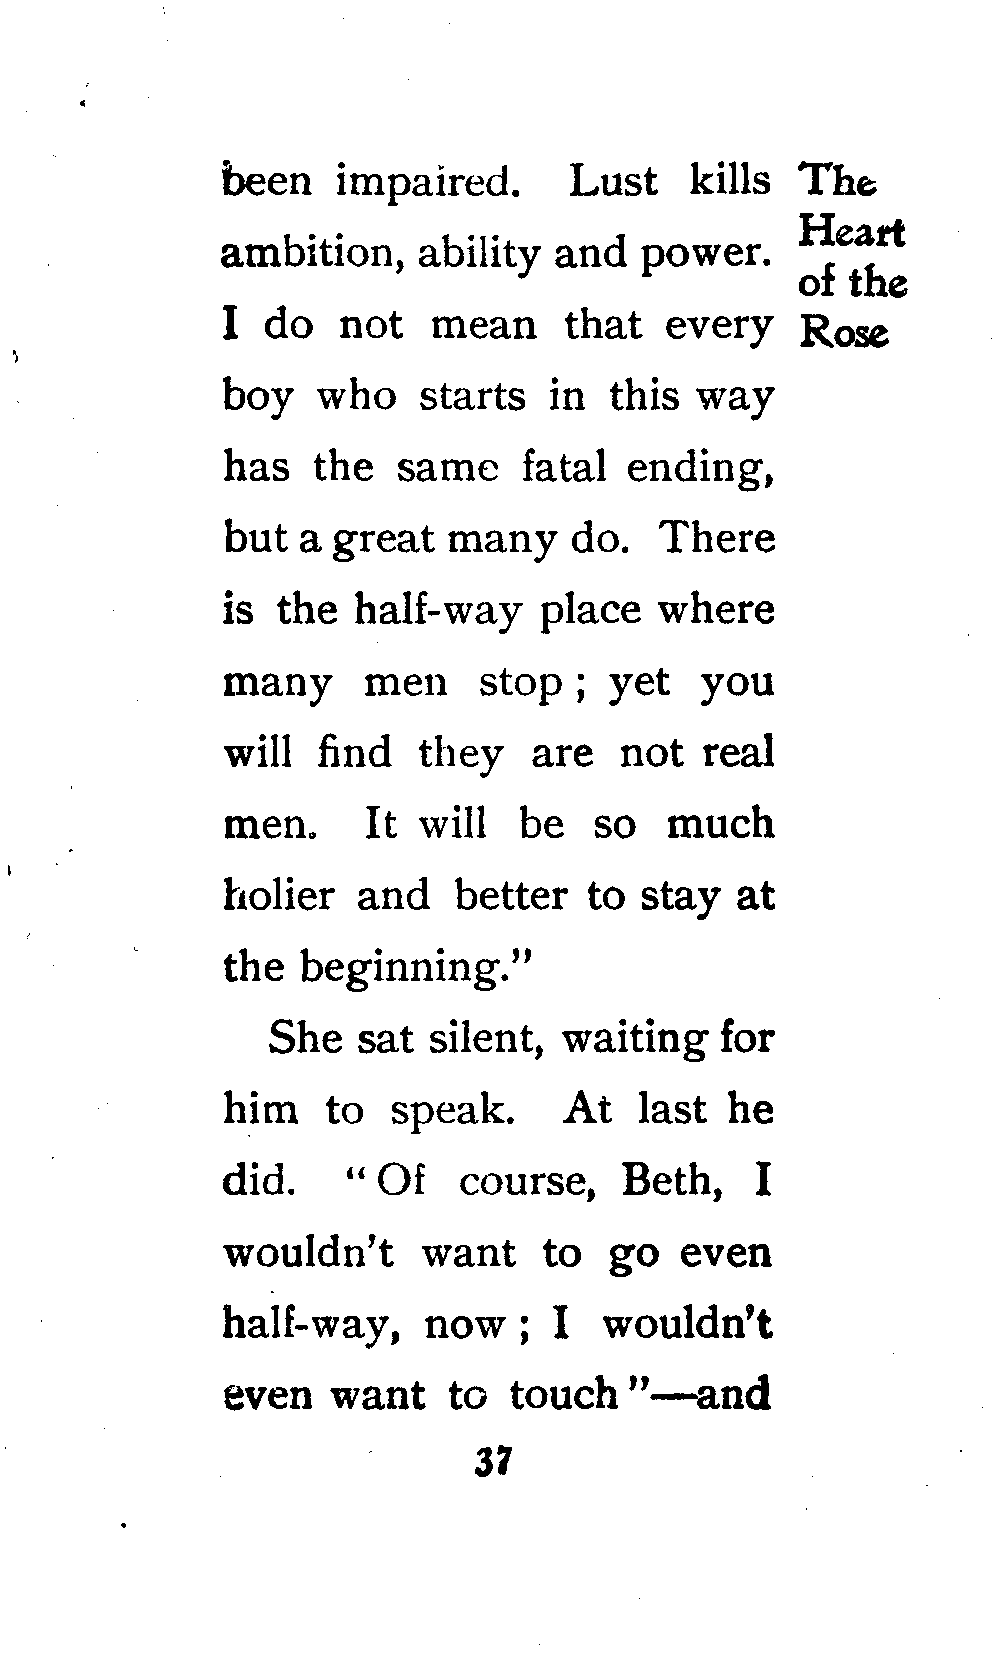 been impaired. Lust kills
ambition, ability and power.
I do not mean that every
boy who starts in this way
has the same fatal ending,
but a great many do. There
is the half-way place where
many men stop ; yet you
will find they are not real
men. It will be so much
holier and better to stay at
the beginning."
She sat silent, waiting for
him to speak. At last he
did. " Of course, Beth, I
wouldn't want to go even
half-way, now ; I wouldn't
even want to touch "—and
The
Heart
of the
Rose
37